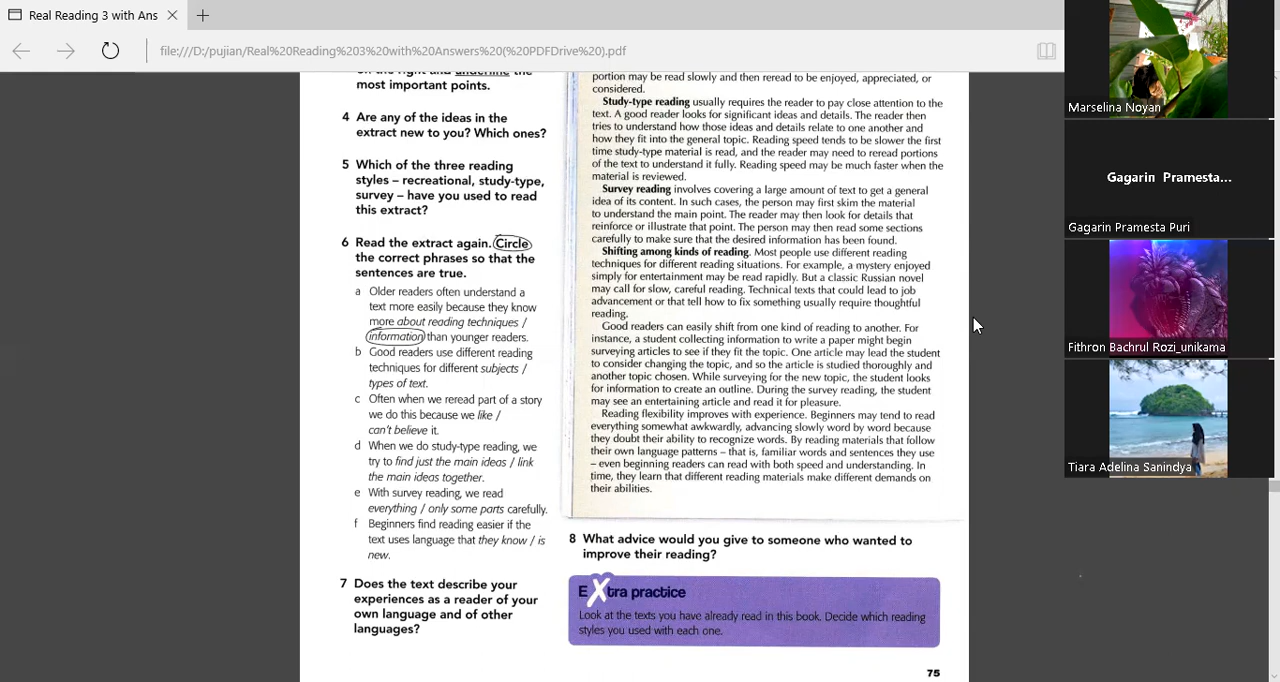 Real Reading 3 with Ans
file:///D:/pujian/Real%20Reading%203%20with%20Answers%20(%20PDFDrive%20).pdf
on the right and underline the
most important points.
4 Are any of the ideas in the
extract new to you? Which ones?
5 Which of the three reading
styles – recreational, study-type,
survey – have you used to read
this extract?
6 Read the extract again. Circle
the correct phrases so that the
sentences are true.
a Older readers often understand a
text more easily because they know
more about reading techniques /
information than younger readers.
b Good readers use different reading
techniques for different subjects /
types of text.
c Often when we reread part of a story
we do this because we like /
can't believe it.
d When we do study-type reading, we
try to find just the main ideas / link
the main ideas together.
e With survey reading, we read
everything / only some parts carefully.
f Beginners find reading easier if the
text uses language that they know / is
new.
7 Does the text describe your
experiences as a reader of your
own language and of other
languages?
portion may be read slowly and then reread to be enjoyed, appreciated, or
considered.
Study-type reading usually requires the reader to pay close attention to the
text. A good reader looks for significant ideas and details. The reader then
tries to understand how those ideas and details relate to one another and
how they fit into the general topic. Reading speed tends to be slower the first
time study-type material is read, and the reader may need to reread portions
of the text to understand it fully. Reading speed may be much faster when the
material is reviewed.
Survey reading involves covering a large amount of text to get a general
idea of its content. In such cases, the person may first skim the material
to understand the main point. The reader may then look for details that
reinforce or illustrate that point. The person may then read some sections
carefully to make sure that the desired information has been found.
Shifting among kinds of reading. Most people use different reading
techniques for different reading situations. For example, a mystery enjoyed
simply for entertainment may be read rapidly. But a classic Russian novel
may call for slow, careful reading. Technical texts that could lead to job
advancement or that tell how to fix something usually require thoughtful
reading.
Good readers can easily shift from one kind of reading to another. For
instance, a student collecting information to write a paper might begin
surveying articles to see if they fit the topic. One article may lead the student
to consider changing the topic, and so the article is studied thoroughly and
another topic chosen. While surveying for the new topic, the student looks
for information to create an outline. During the survey reading, the student
may see an entertaining article and read it for pleasure.
Reading flexibility improves with experience. Beginners may tend to read
everything somewhat awkwardly, advancing slowly word by word because
they doubt their ability to recognize words. By reading materials that follow
their own language patterns – that is, familiar words and sentences they use
– even beginning readers can read with both speed and understanding. In
time, they learn that different reading materials make different demands on
their abilities.
8 What advice would you give to someone who wanted to
improve their reading?
Extra practice
Look at the texts you have already read in this book. Decide which reading
styles you used with each one.
75
Marselina Noyan
Gagarin Pramesta...
Gagarin Pramesta Puri
Fithron Bachrul Rozi_unikama
Tiara Adelina Sanindya